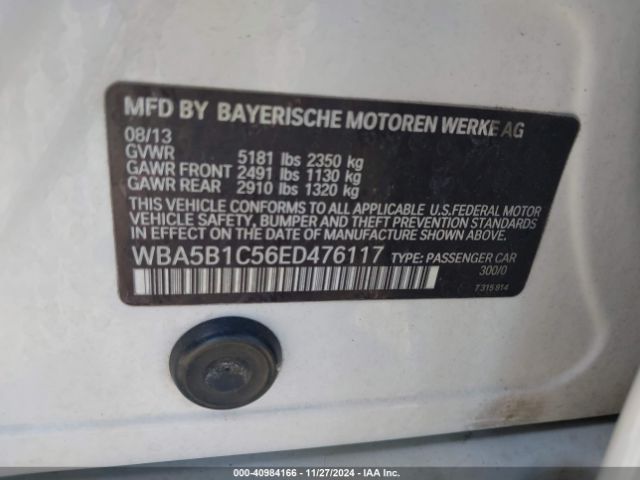 MFD BY BAYERISCHE MOTOREN WERKE AG
08/13
GVWR 5181 lbs 2350 kg
GAWR FRONT 2491 lbs 1130 kg
GAWR REAR 2910 lbs 1320 kg
THIS VEHICLE CONFORMS TO ALL APPLICABLE U.S.FEDERAL MOTOR
VEHICLE SAFETY, BUMPER AND THEFT PREVENTION STANDARDS
IN EFFECT ON THE DATE OF MANUFACTURE SHOWN ABOVE.
WBA5B1C56ED476117 TYPE: PASSENGER CAR
300/0
7 315 914
© - 40984166 - 11/27/2024 - IAA Inc.